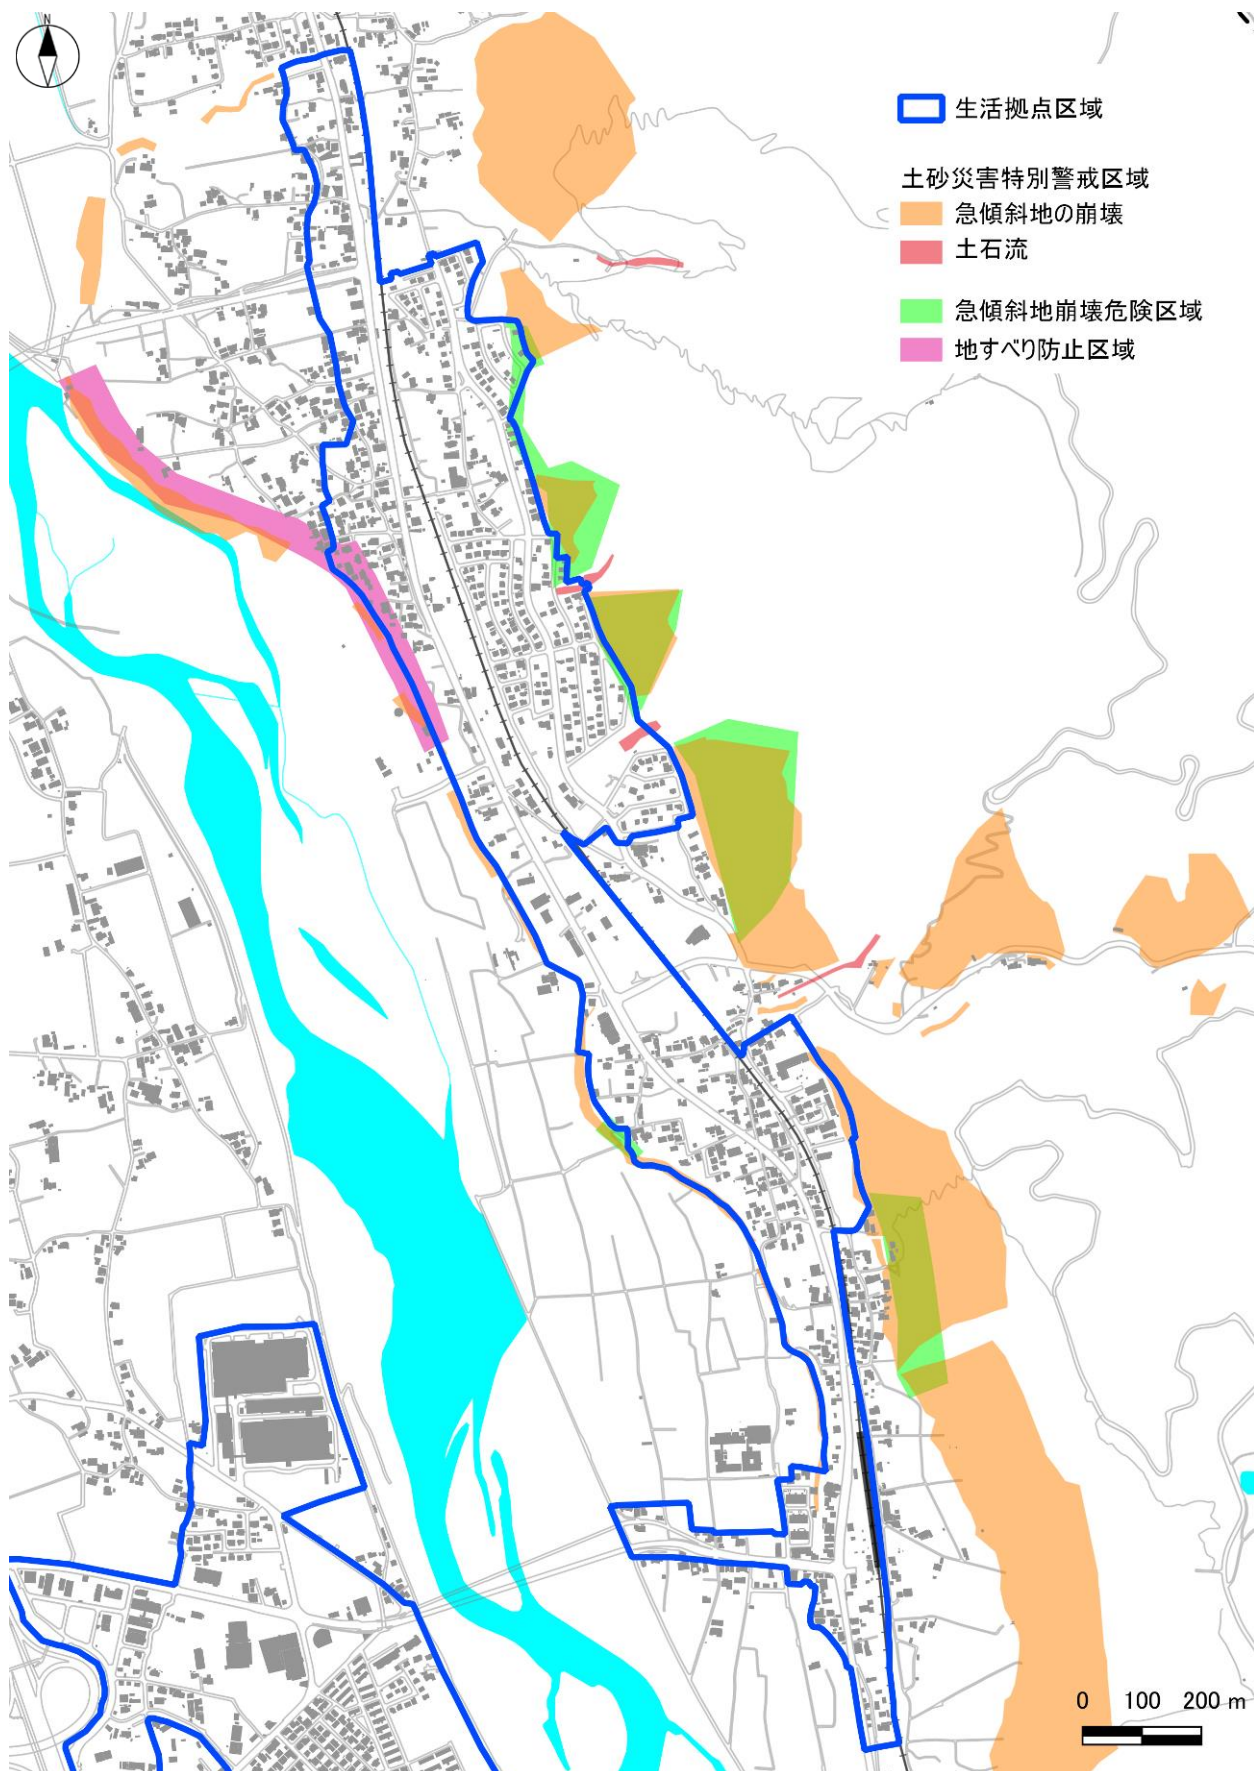 N
生活拠点区域
土砂災害特別警戒区域
急傾斜地の崩壊
土石流
急傾斜地崩壊危険区域
地すべり防止区域
0 100 200 m